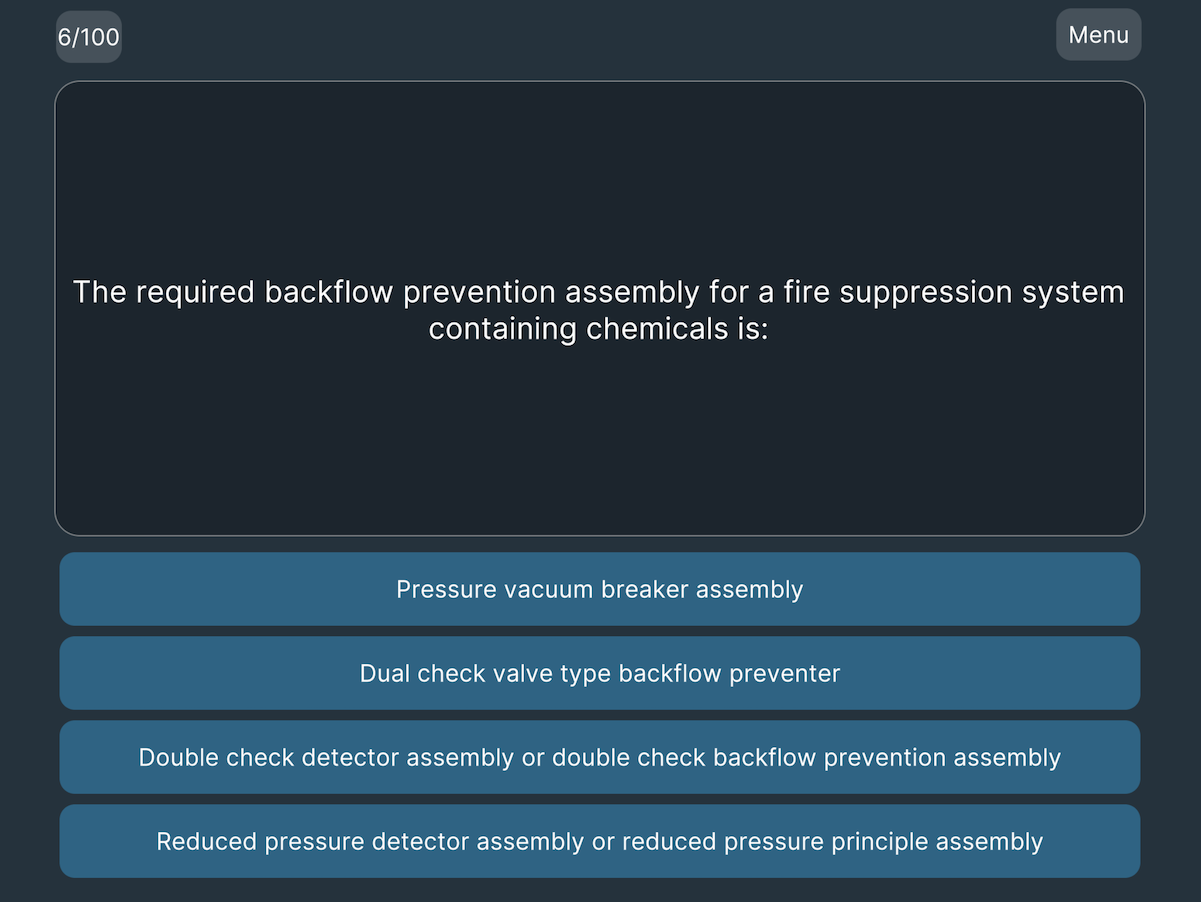 6/100
Menu
The required backflow prevention assembly for a fire suppression system
containing chemicals is:
Pressure vacuum breaker assembly
Dual check valve type backflow preventer
Double check detector assembly or double check backflow prevention assembly
Reduced pressure detector assembly or reduced pressure principle assembly